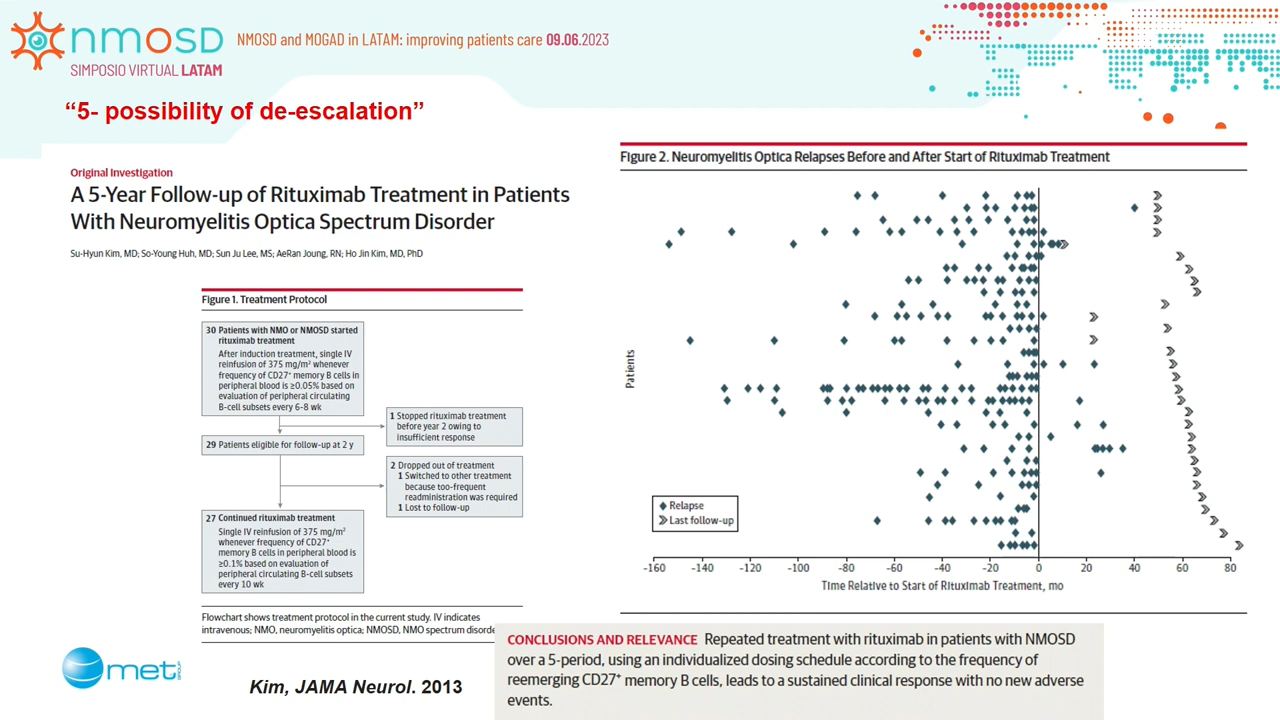 nmosd
SIMPOSIO VIRTUAL LATAM
NMOSD and MOGAD in LATAM: improving patients care 09.06.2023
“5- possibility of de-escalation”
Original Investigation
A 5-Year Follow-up of Rituximab Treatment in Patients
With Neuromyelitis Optica Spectrum Disorder
Su-Hyun Kim, MD; So-Young Huh, MD; Sun Ju Lee, MS; AeRan Joung, RN; Ho Jin Kim, MD, PhD
Figure 1. Treatment Protocol
30 Patients with NMO or NMOSD started
rituximab treatment
After induction treatment, single IV
reinfusion of 375 mg/m² whenever
frequency of CD27⁺ memory B cells in
peripheral blood is ≥0.05% based on
evaluation of peripheral circulating
B-cell subsets every 6-8 wk
1 Stopped rituximab treatment
before year 2 owing to
insufficient response
29 Patients eligible for follow-up at 2 y
2 Dropped out of treatment
1 Switched to other treatment
because too-frequent
readministration was required
1 Lost to follow-up
27 Continued rituximab treatment
Single IV reinfusion of 375 mg/m²
whenever frequency of CD27⁺
memory B cells in peripheral blood is
≥0.1% based on evaluation of
peripheral circulating B-cell subsets
every 10 wk
Flowchart shows treatment protocol in the current study. IV indicates
intravenous; NMO, neuromyelitis optica; NMOSD, NMO spectrum disorde
Figure 2. Neuromyelitis Optica Relapses Before and After Start of Rituximab Treatment
Patients
Relapse
Last follow-up
-160 -140 -120 -100 -80 -60 -40 -20 0 20 40 60 80
Time Relative to Start of Rituximab Treatment, mo
CONCLUSIONS AND RELEVANCE Repeated treatment with rituximab in patients with NMOSD
over a 5-period, using an individualized dosing schedule according to the frequency of
reemerging CD27⁺ memory B cells, leads to a sustained clinical response with no new adverse
events.
met
Kim, JAMA Neurol. 2013